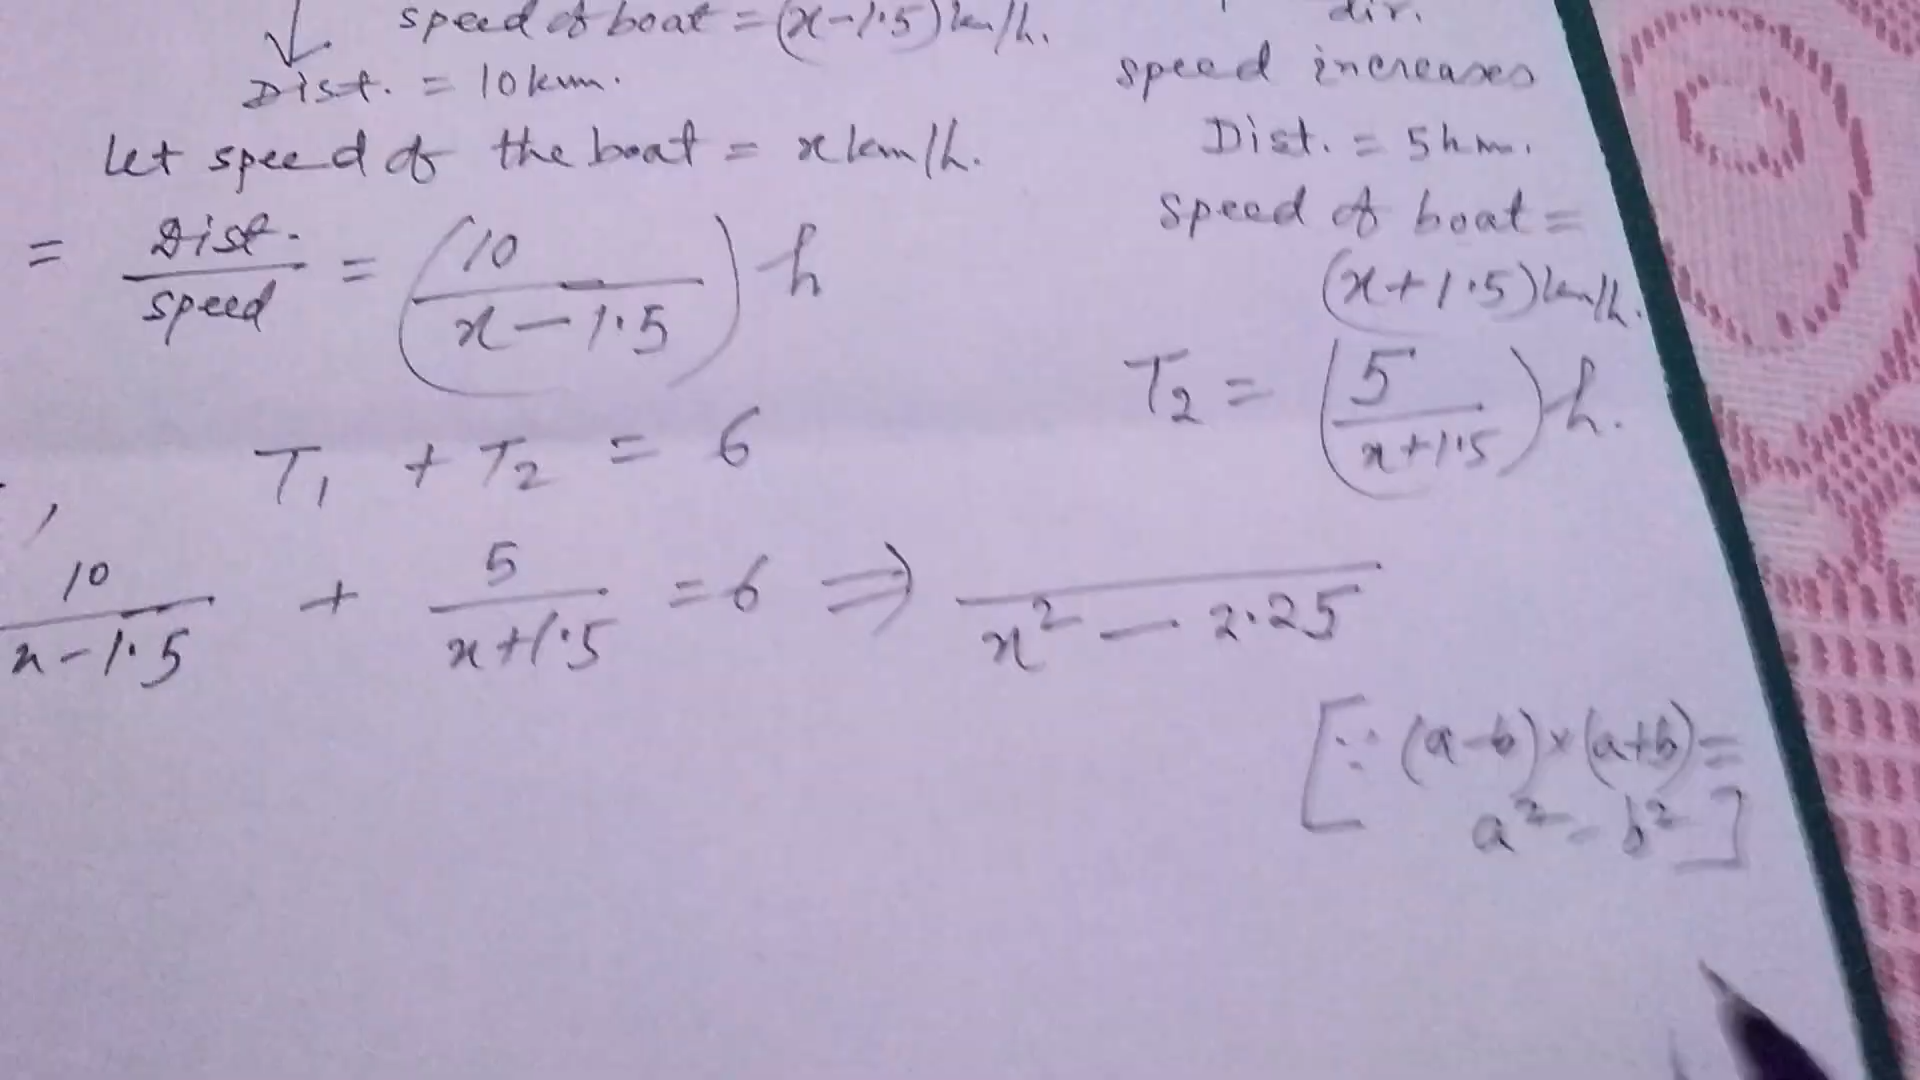 speed of boat = (x-1.5) km/h.
Dist. = 10 km.
Let speed of the boat = x km/h.
= Dist. / speed = (10 / x-1.5) h
T1 + T2 = 6
dir.
speed increases
Dist. = 5 km.
speed of boat =
(x+1.5) km/h.
T2 = (5 / x+1.5) h.
10 / x-1.5 + 5 / x+1.5 = 6 ⇒ / x² - 2.25
[∵ (a-b)×(a+b) =
a² - b²]